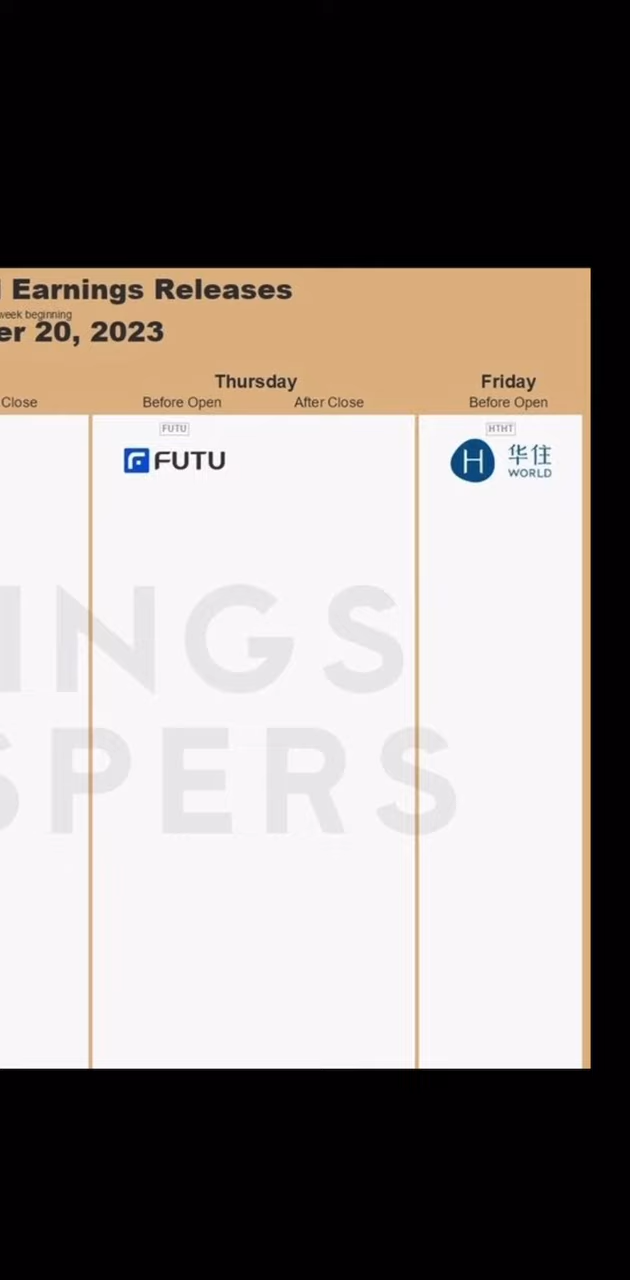 Earnings Releases
week beginning
er 20, 2023
Thursday
Friday
Close
Before Open
After Close
Before Open
FUTU
HTHT
FUTU
H
华住
WORLD
INGS
SPERS